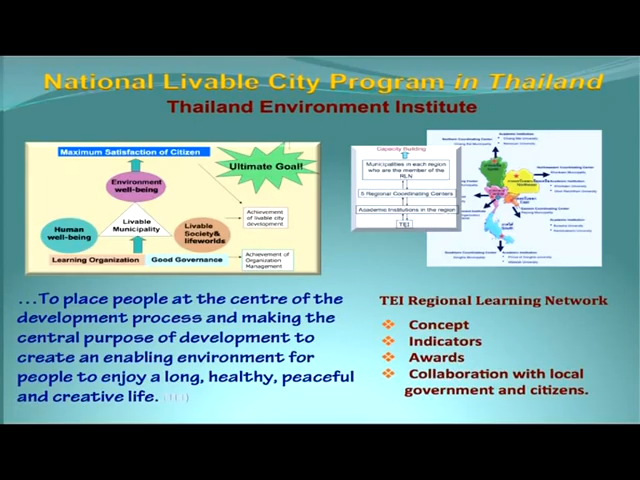 National Livable City Program in Thailand
Thailand Environment Institute
Maximum Satisfaction of Citizen
Ultimate Goal!
Environment
well-being
Achievement
of livable city
development
Livable
Municipality
Human
well-being
Livable
Society&
lifeworlds
Achievement of
Organization
Management
Learning Organization
Good Governance
Capacity Building
Municipalities in each region
who are the member of the
RLN
5 Regional Coordinating Centers
Academic Institutions in the region
TEI
...To place people at the centre of the
development process and making the
central purpose of development to
create an enabling environment for
people to enjoy a long, healthy, peaceful
and creative life.
TEI Regional Learning Network
❖ Concept
❖ Indicators
❖ Awards
❖ Collaboration with local
government and citizens.